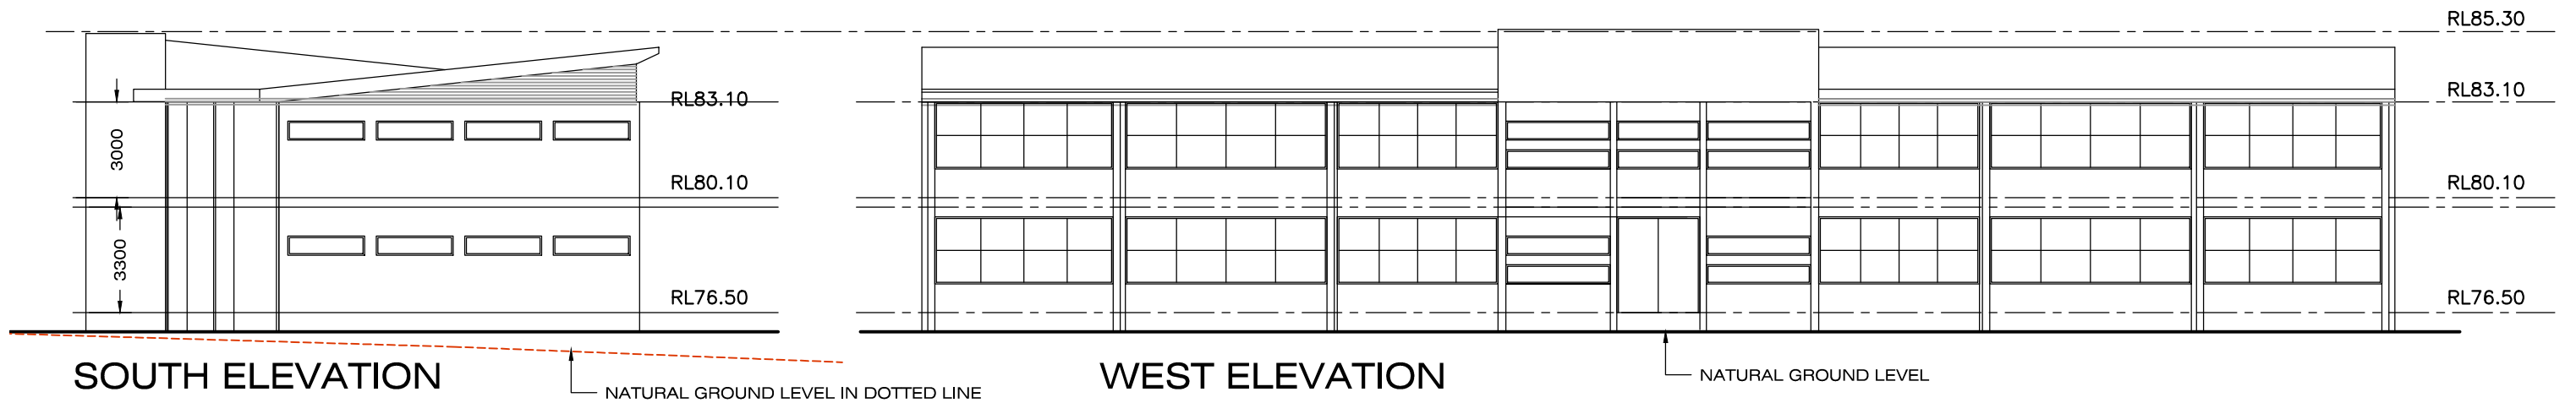 RL85.30
RL83.10
RL83.10
3000
RL80.10
RL80.10
3300
RL76.50
RL76.50
SOUTH ELEVATION
WEST ELEVATION
NATURAL GROUND LEVEL
NATURAL GROUND LEVEL IN DOTTED LINE